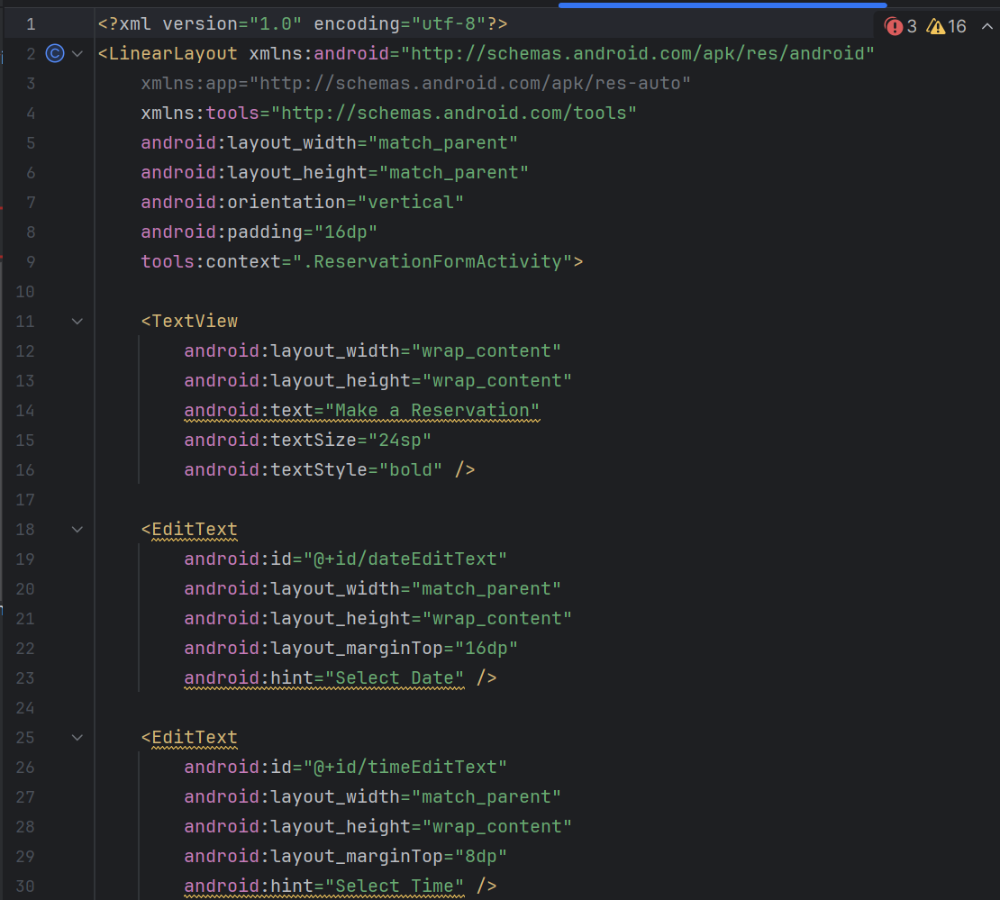 1 <?xml version="1.0" encoding="utf-8"?> 3 16
2 <LinearLayout xmlns:android="http://schemas.android.com/apk/res/android"
3     xmlns:app="http://schemas.android.com/apk/res-auto"
4     xmlns:tools="http://schemas.android.com/tools"
5     android:layout_width="match_parent"
6     android:layout_height="match_parent"
7     android:orientation="vertical"
8     android:padding="16dp"
9     tools:context=".ReservationFormActivity">
10
11     <TextView
12         android:layout_width="wrap_content"
13         android:layout_height="wrap_content"
14         android:text="Make a Reservation"
15         android:textSize="24sp"
16         android:textStyle="bold" />
17
18     <EditText
19         android:id="@+id/dateEditText"
20         android:layout_width="match_parent"
21         android:layout_height="wrap_content"
22         android:layout_marginTop="16dp"
23         android:hint="Select Date" />
24
25     <EditText
26         android:id="@+id/timeEditText"
27         android:layout_width="match_parent"
28         android:layout_height="wrap_content"
29         android:layout_marginTop="8dp"
30         android:hint="Select Time" />